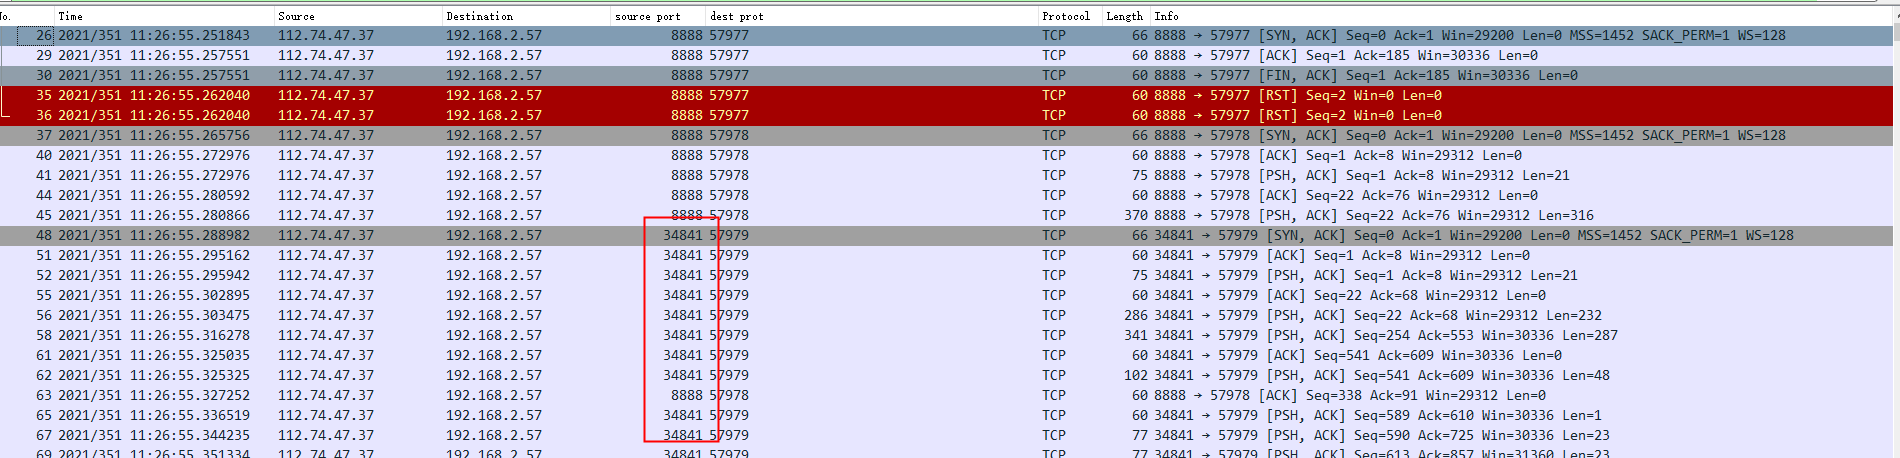 No. Time Source Destination source port dest prot Protocol Length Info
26 2021/351 11:26:55.251843 112.74.47.37 192.168.2.57 8888 57977 TCP 66 8888 → 57977 [SYN, ACK] Seq=0 Ack=1 Win=29200 Len=0 MSS=1452 SACK_PERM=1 WS=128
29 2021/351 11:26:55.257551 112.74.47.37 192.168.2.57 8888 57977 TCP 60 8888 → 57977 [ACK] Seq=1 Ack=185 Win=30336 Len=0
30 2021/351 11:26:55.257551 112.74.47.37 192.168.2.57 8888 57977 TCP 60 8888 → 57977 [FIN, ACK] Seq=1 Ack=185 Win=30336 Len=0
35 2021/351 11:26:55.262040 112.74.47.37 192.168.2.57 8888 57977 TCP 60 8888 → 57977 [RST] Seq=2 Win=0 Len=0
36 2021/351 11:26:55.262040 112.74.47.37 192.168.2.57 8888 57977 TCP 60 8888 → 57977 [RST] Seq=2 Win=0 Len=0
37 2021/351 11:26:55.265756 112.74.47.37 192.168.2.57 8888 57978 TCP 66 8888 → 57978 [SYN, ACK] Seq=0 Ack=1 Win=29200 Len=0 MSS=1452 SACK_PERM=1 WS=128
40 2021/351 11:26:55.272976 112.74.47.37 192.168.2.57 8888 57978 TCP 60 8888 → 57978 [ACK] Seq=1 Ack=8 Win=29312 Len=0
41 2021/351 11:26:55.272976 112.74.47.37 192.168.2.57 8888 57978 TCP 75 8888 → 57978 [PSH, ACK] Seq=1 Ack=8 Win=29312 Len=21
44 2021/351 11:26:55.280592 112.74.47.37 192.168.2.57 8888 57978 TCP 60 8888 → 57978 [ACK] Seq=22 Ack=76 Win=29312 Len=0
45 2021/351 11:26:55.280866 112.74.47.37 192.168.2.57 8888 57978 TCP 370 8888 → 57978 [PSH, ACK] Seq=22 Ack=76 Win=29312 Len=316
48 2021/351 11:26:55.288982 112.74.47.37 192.168.2.57 34841 57979 TCP 66 34841 → 57979 [SYN, ACK] Seq=0 Ack=1 Win=29200 Len=0 MSS=1452 SACK_PERM=1 WS=128
51 2021/351 11:26:55.295162 112.74.47.37 192.168.2.57 34841 57979 TCP 60 34841 → 57979 [ACK] Seq=1 Ack=8 Win=29312 Len=0
52 2021/351 11:26:55.295942 112.74.47.37 192.168.2.57 34841 57979 TCP 75 34841 → 57979 [PSH, ACK] Seq=1 Ack=8 Win=29312 Len=21
55 2021/351 11:26:55.302895 112.74.47.37 192.168.2.57 34841 57979 TCP 60 34841 → 57979 [ACK] Seq=22 Ack=68 Win=29312 Len=0
56 2021/351 11:26:55.303475 112.74.47.37 192.168.2.57 34841 57979 TCP 286 34841 → 57979 [PSH, ACK] Seq=22 Ack=68 Win=29312 Len=232
58 2021/351 11:26:55.316278 112.74.47.37 192.168.2.57 34841 57979 TCP 341 34841 → 57979 [PSH, ACK] Seq=254 Ack=553 Win=30336 Len=287
61 2021/351 11:26:55.325035 112.74.47.37 192.168.2.57 34841 57979 TCP 60 34841 → 57979 [ACK] Seq=541 Ack=609 Win=30336 Len=0
62 2021/351 11:26:55.325325 112.74.47.37 192.168.2.57 34841 57979 TCP 102 34841 → 57979 [PSH, ACK] Seq=541 Ack=609 Win=30336 Len=48
63 2021/351 11:26:55.327252 112.74.47.37 192.168.2.57 8888 57978 TCP 60 8888 → 57978 [ACK] Seq=338 Ack=91 Win=29312 Len=0
65 2021/351 11:26:55.336519 112.74.47.37 192.168.2.57 34841 57979 TCP 60 34841 → 57979 [PSH, ACK] Seq=589 Ack=610 Win=30336 Len=1
67 2021/351 11:26:55.344235 112.74.47.37 192.168.2.57 34841 57979 TCP 77 34841 → 57979 [PSH, ACK] Seq=590 Ack=725 Win=30336 Len=23
69 2021/351 11:26:55.351334 112.74.47.37 192.168.2.57 34841 57979 TCP 77 34841 → 57979 [PSH, ACK] Seq=613 Ack=857 Win=31360 Len=23